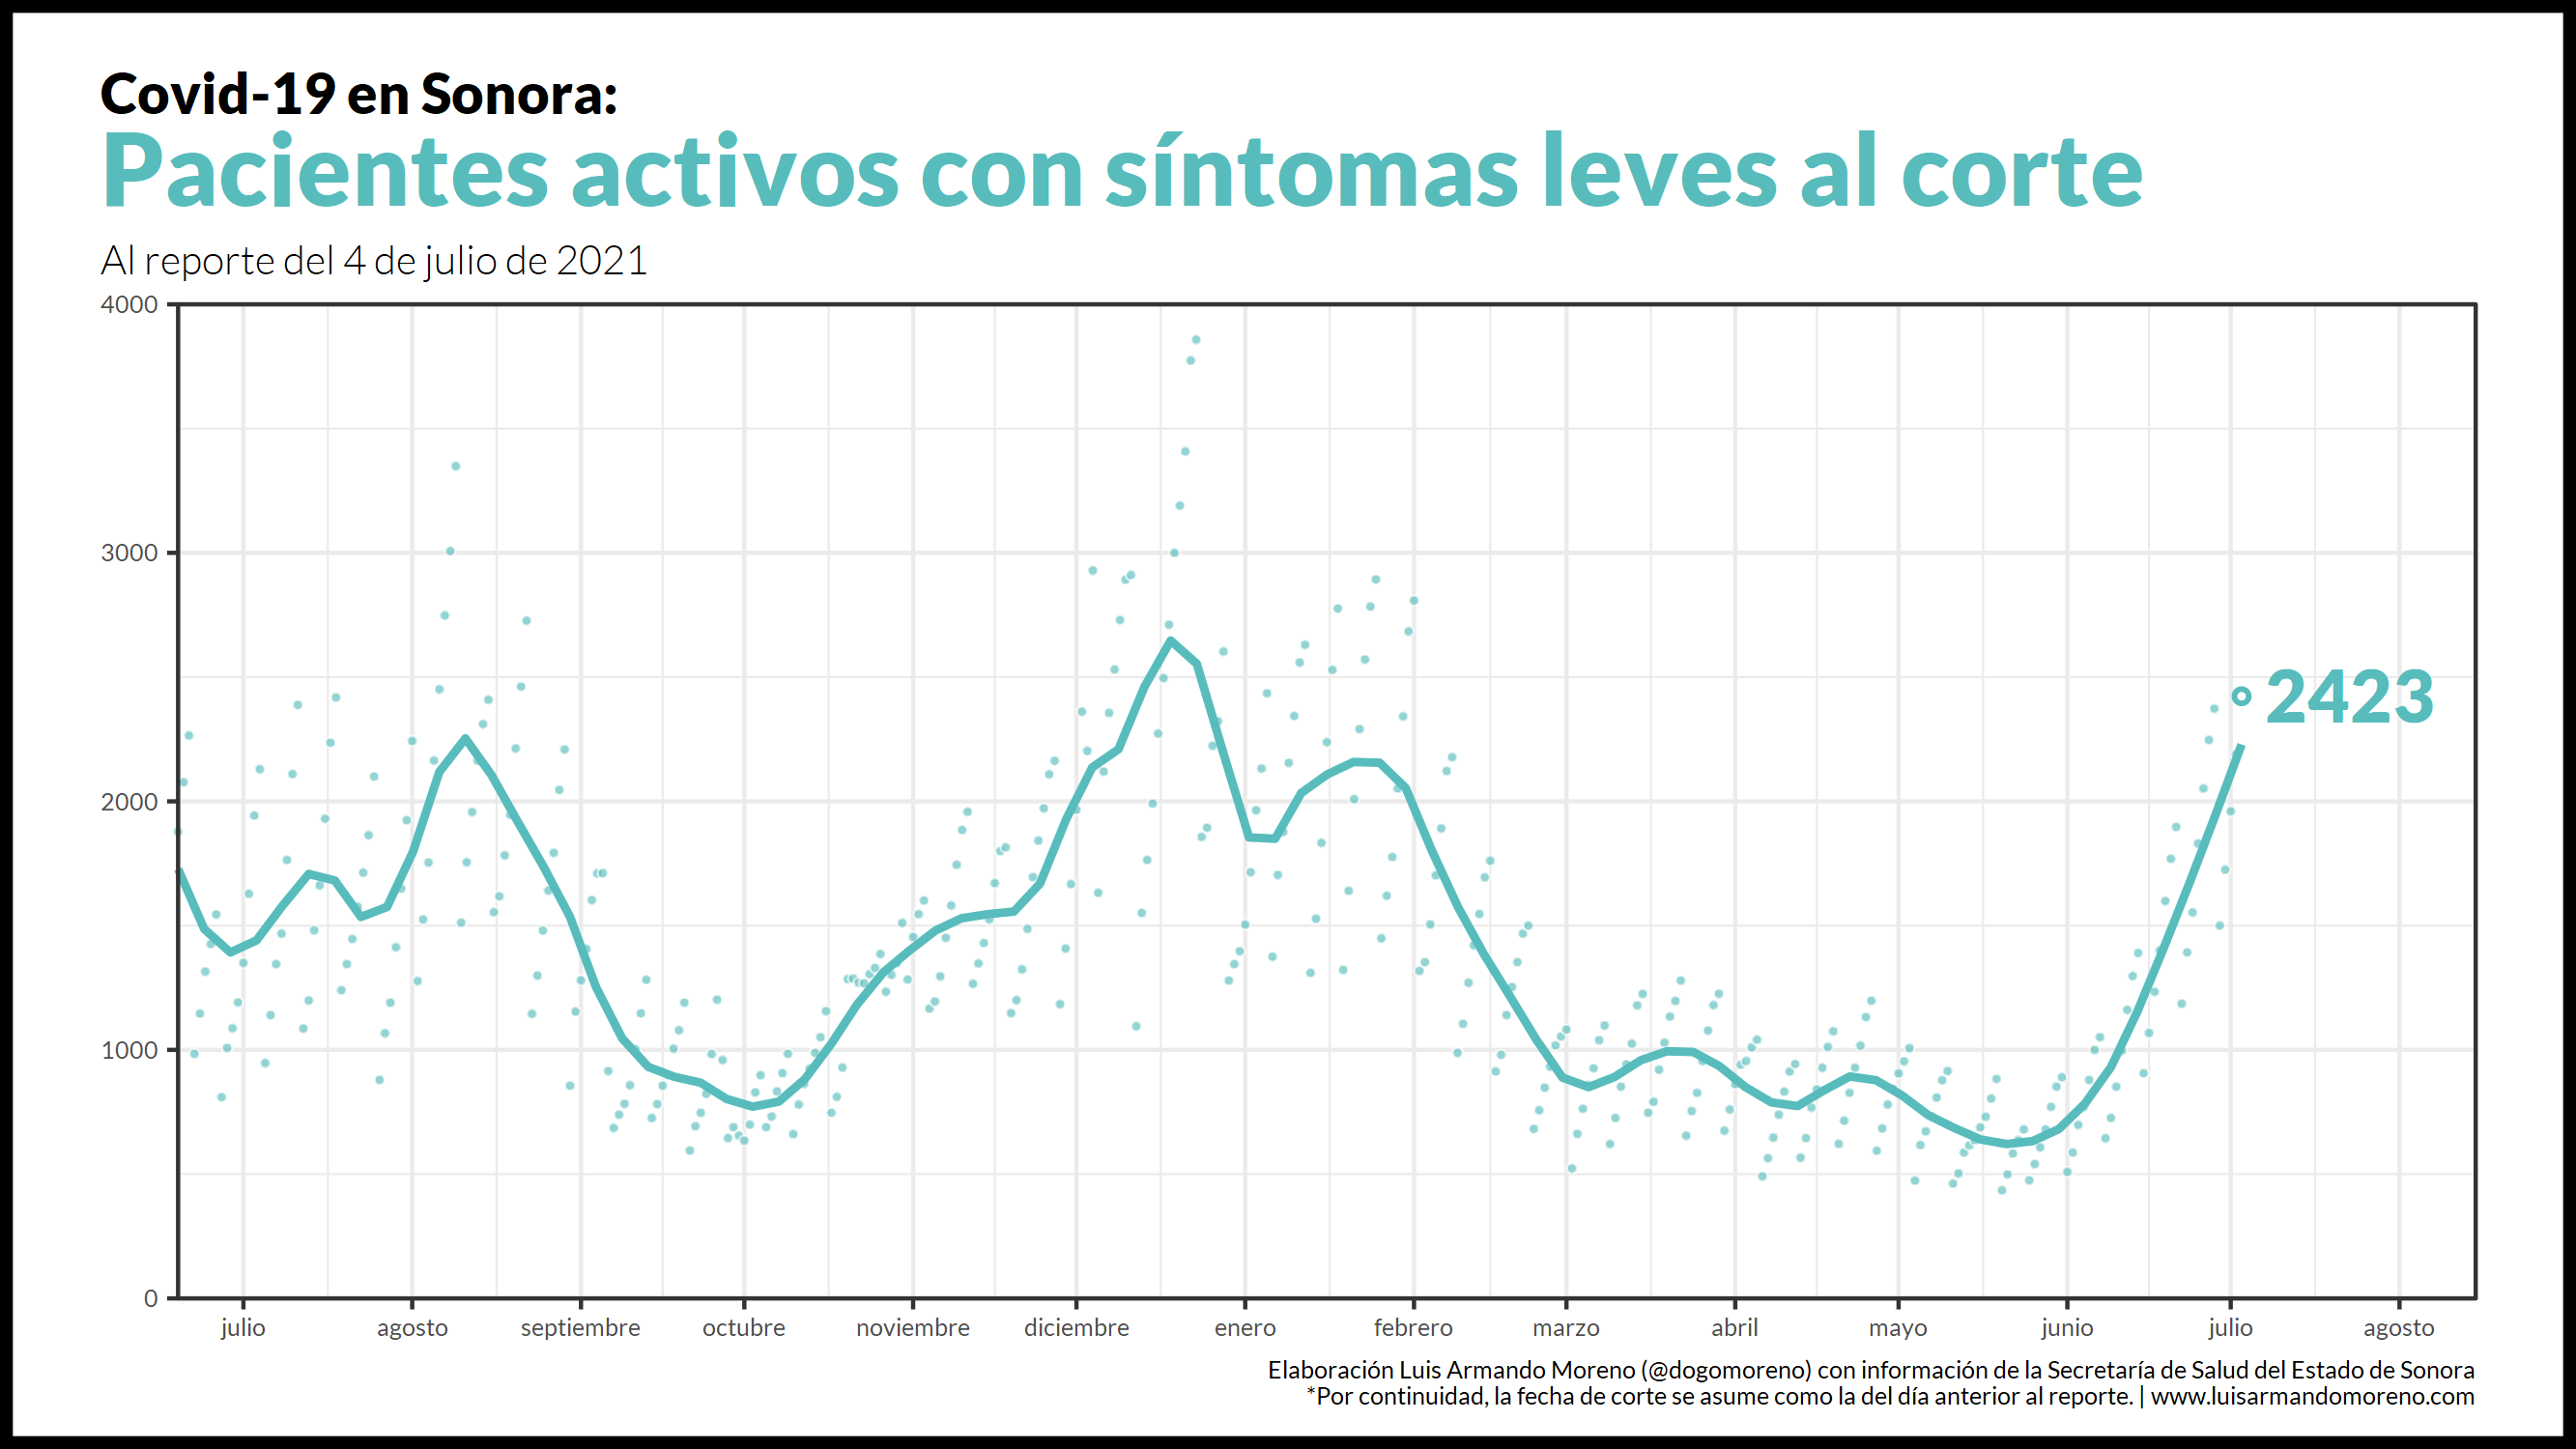 Covid-19 en Sonora:
Pacientes activos con síntomas leves al corte
Al reporte del 4 de julio de 2021
4000
3000
2000
1000
0
2423
julio agosto septiembre octubre noviembre diciembre enero febrero marzo abril mayo junio julio agosto
Elaboración Luis Armando Moreno (@dogomoreno) con información de la Secretaría de Salud del Estado de Sonora
*Por continuidad, la fecha de corte se asume como la del día anterior al reporte. | www.luisarmandomoreno.com